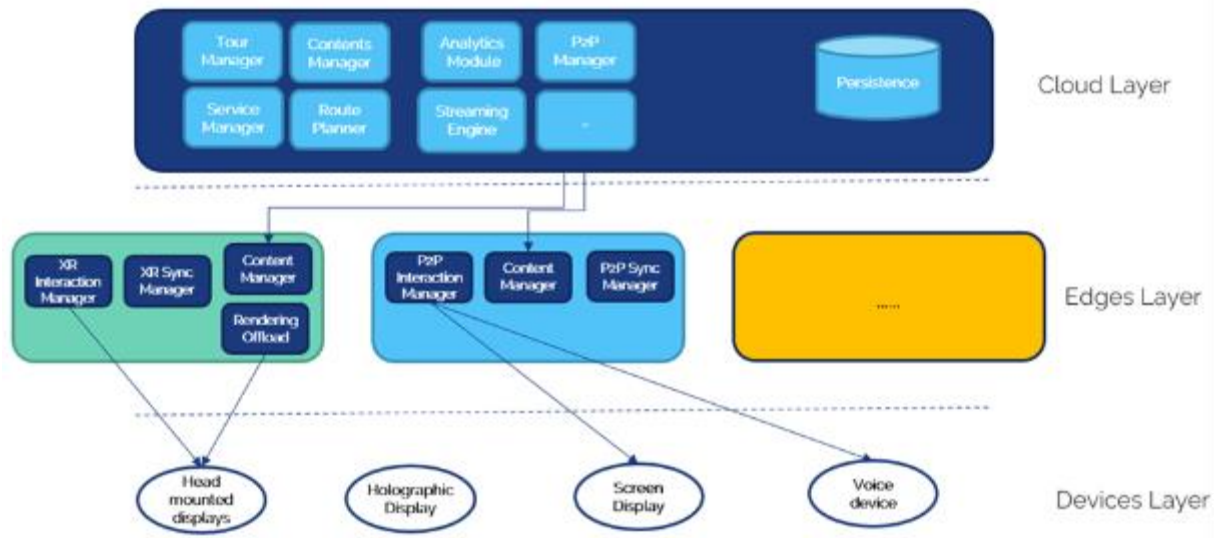 Tour
Manager
Contents
Manager
Analytics
Module
P2P
Manager
Service
Manager
Route
Planner
Streaming
Engine
..
Persistence
Cloud Layer
XR
Interaction
Manager
XR Sync
Manager
Content
Manager
Rendering
Offload
P2P
Interaction
Manager
Content
Manager
P2P Sync
Manager
......
Edges Layer
Head
mounted
displays
Holographic
Display
Screen
Display
Voice
device
Devices Layer